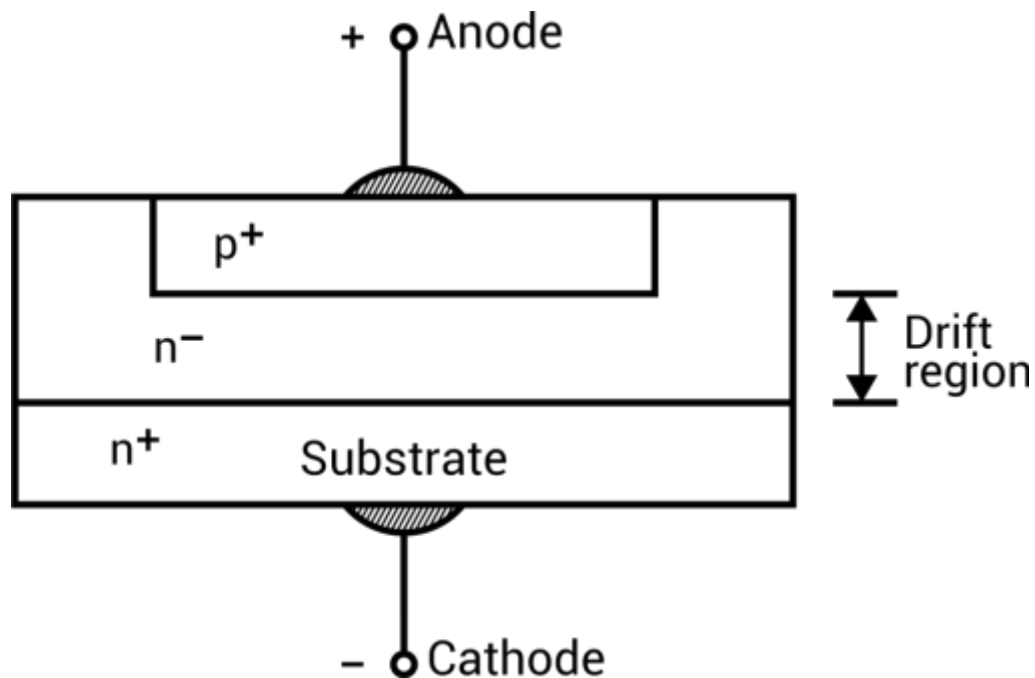 + Anode
p⁺
n⁻
Drift
region
n⁺
Substrate
− Cathode